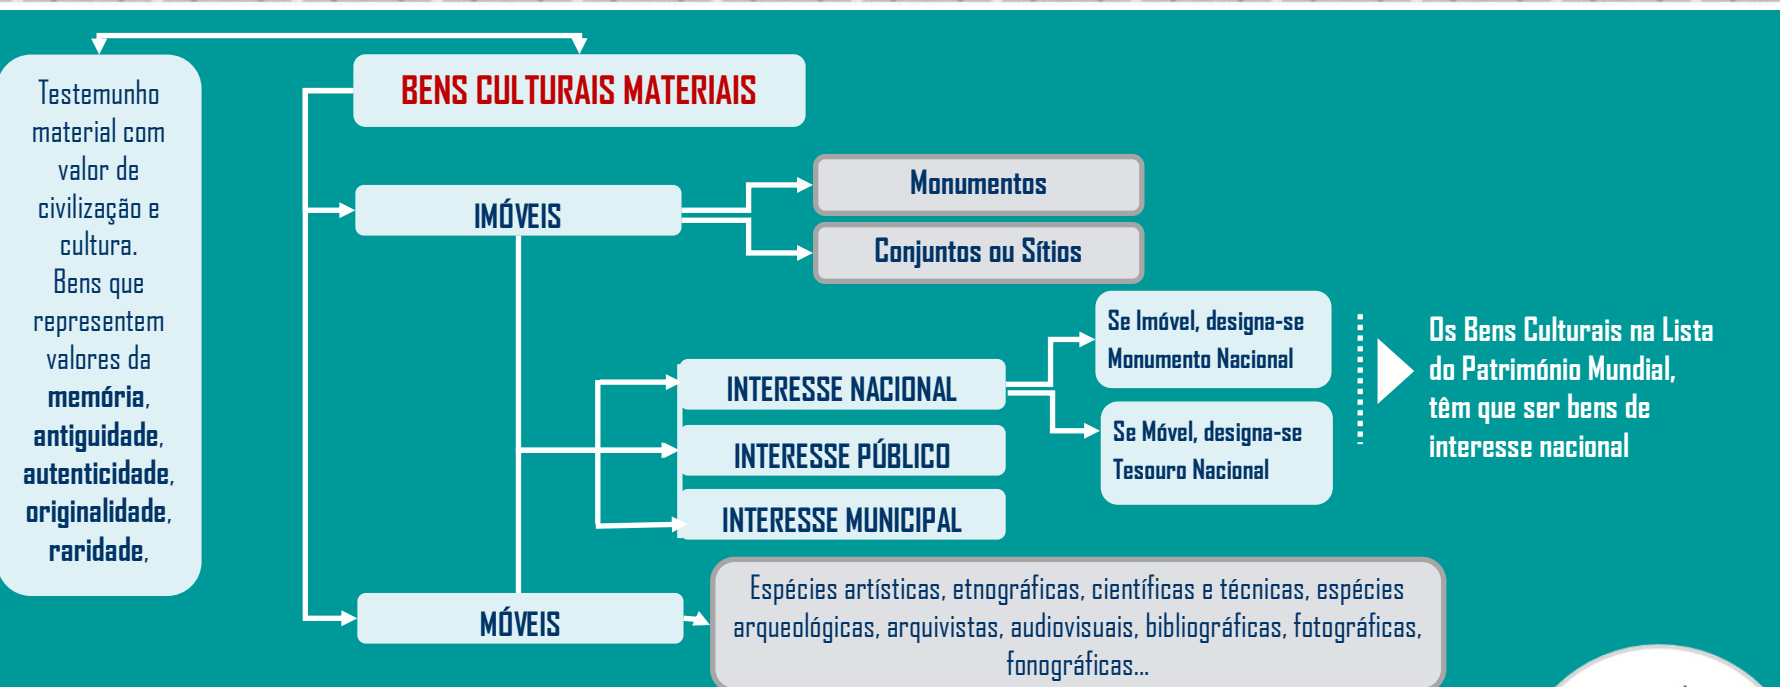 Testemunho
material com
valor de
civilização e
cultura.
Bens que
representem
valores da
memória,
antiguidade,
autenticidade,
originalidade,
raridade,
BENS CULTURAIS MATERIAIS
IMÓVEIS
Monumentos
Conjuntos ou Sítios
INTERESSE NACIONAL
INTERESSE PÚBLICO
INTERESSE MUNICIPAL
Se Imóvel, designa-se
Monumento Nacional
Se Móvel, designa-se
Tesouro Nacional
Os Bens Culturais na Lista
do Património Mundial,
têm que ser bens de
interesse nacional
MÓVEIS
Espécies artísticas, etnográficas, científicas e técnicas, espécies
arqueológicas, arquivistas, audiovisuais, bibliográficas, fotográficas,
fonográficas...